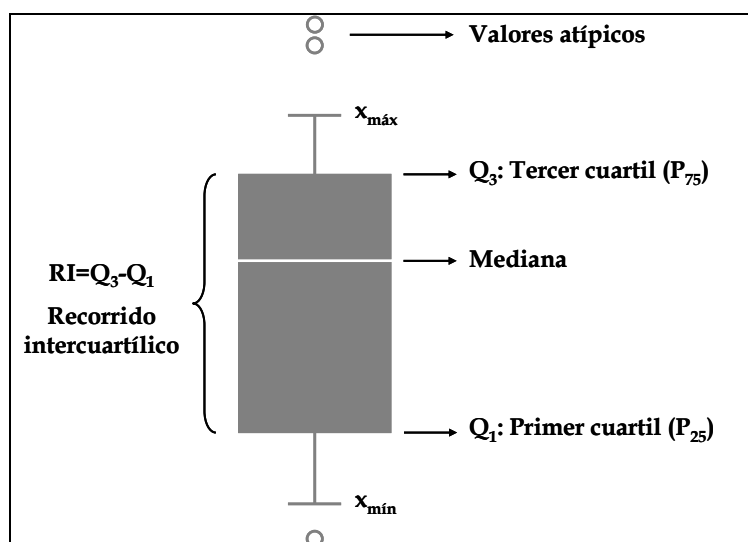 Valores atípicos
xmáx
Q3: Tercer cuartil (P75)
RI=Q3-Q1
Recorrido
intercuartílico
Mediana
Q1: Primer cuartil (P25)
xmín